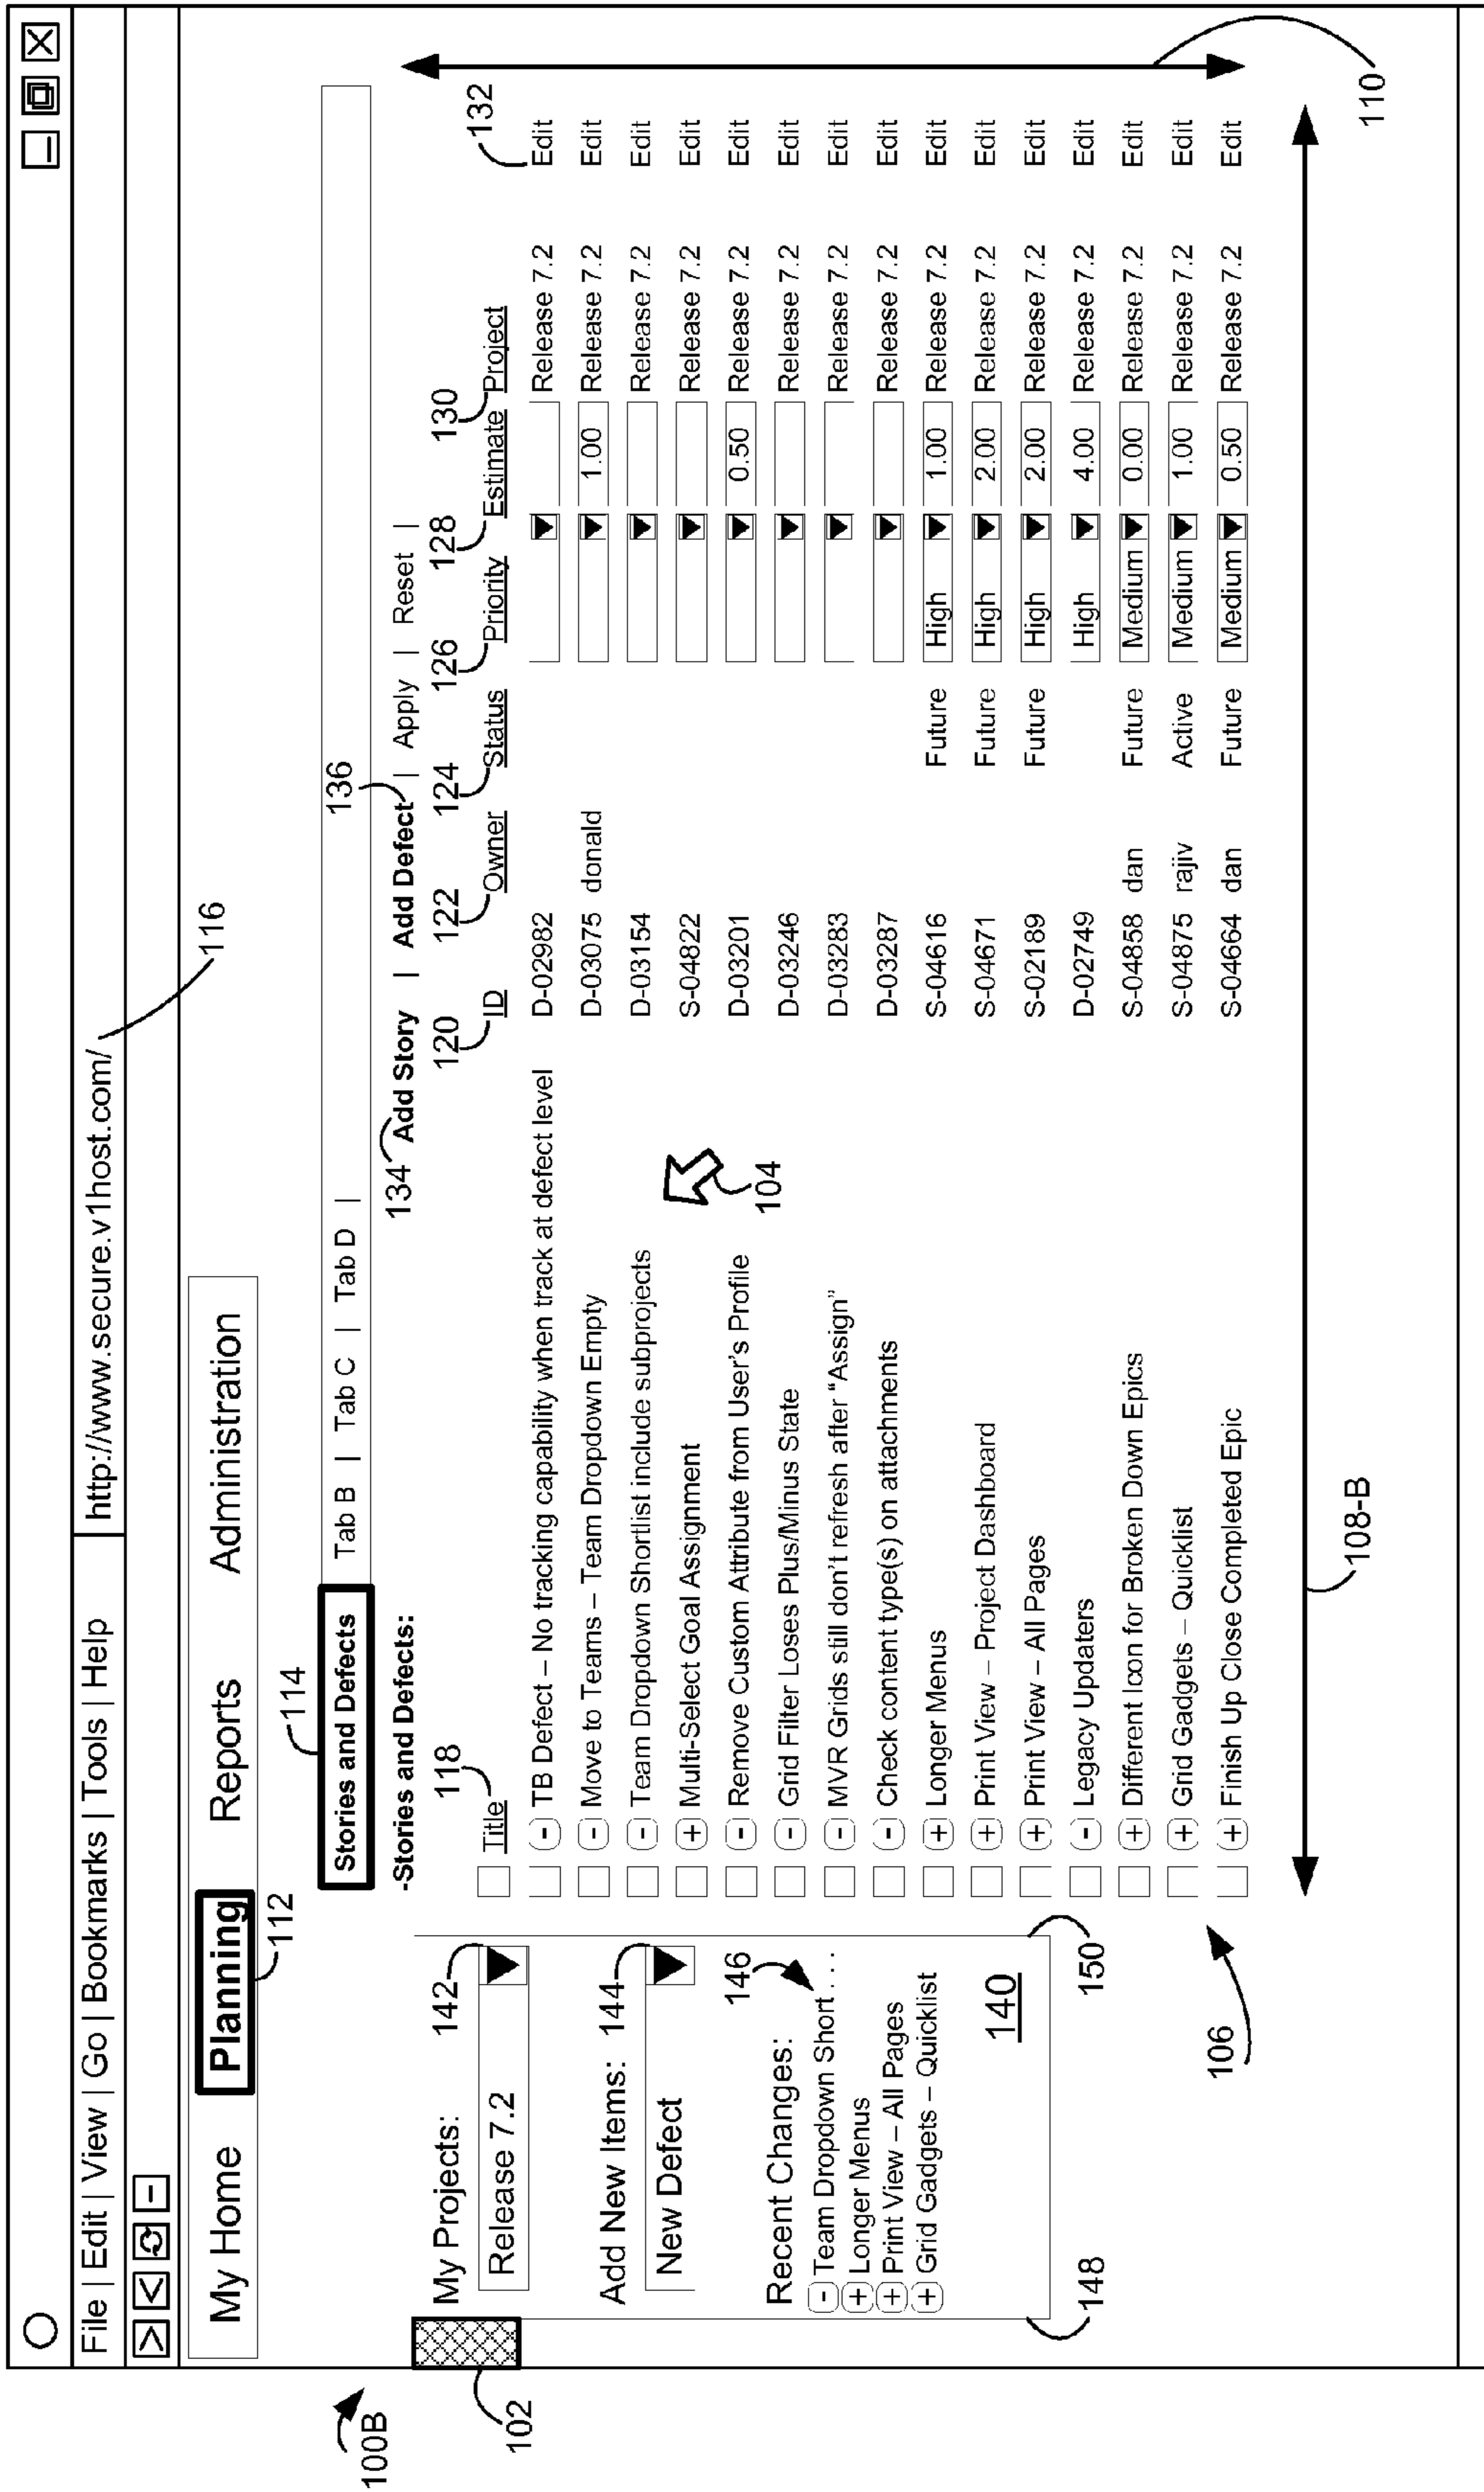 File | Edit | View | Go | Bookmarks | Tools | Help http://www.secure.v1host.com/
116
My Home Planning Reports Administration
112
114
Stories and Defects Tab B | Tab C | Tab D |
136
-Stories and Defects: 134 Add Story | Add Defect | Apply | Reset |
100B
118 120 122 124 126 128 130 132
Title ID Owner Status Priority Estimate Project
- TB Defect – No tracking capability when track at defect level D-02982 Release 7.2 Edit
- Move to Teams – Team Dropdown Empty D-03075 donald 1.00 Release 7.2 Edit
- Team Dropdown Shortlist include subprojects D-03154 Release 7.2 Edit
+ Multi-Select Goal Assignment S-04822 Release 7.2 Edit
- Remove Custom Attribute from User's Profile D-03201 0.50 Release 7.2 Edit
- Grid Filter Loses Plus/Minus State D-03246 Release 7.2 Edit
- MVR Grids still don't refresh after “Assign” D-03283 Release 7.2 Edit
- Check content type(s) on attachments D-03287 Release 7.2 Edit
+ Longer Menus S-04616 Future High 1.00 Release 7.2 Edit
+ Print View – Project Dashboard S-04671 Future High 2.00 Release 7.2 Edit
+ Print View – All Pages S-02189 Future High 2.00 Release 7.2 Edit
- Legacy Updaters D-02749 High 4.00 Release 7.2 Edit
+ Different Icon for Broken Down Epics S-04858 dan Future Medium 0.00 Release 7.2 Edit
+ Grid Gadgets – Quicklist S-04875 rajiv Active Medium 1.00 Release 7.2 Edit
+ Finish Up Close Completed Epic S-04664 dan Future Medium 0.50 Release 7.2 Edit
104
My Projects: 142
Release 7.2
102
Add New Items: 144
New Defect
146
Recent Changes:
- Team Dropdown Short . . .
+ Longer Menus
+ Print View – All Pages
+ Grid Gadgets – Quicklist
140
148
150
106
108-B
110